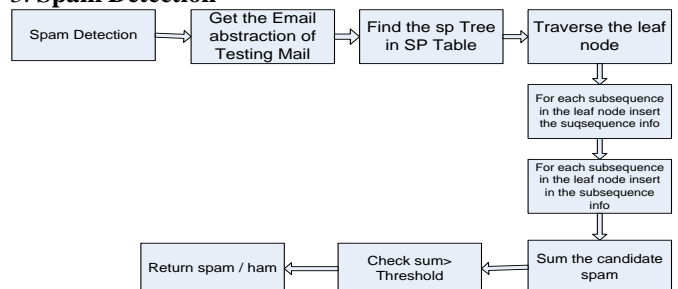 3. Spam Detection
Spam Detection
Get the Email
abstraction of
Testing Mail
Find the sp Tree
in SP Table
Traverse the leaf
node
For each subsequence
in the leaf node insert
the suqsequence info
For each subsequence
in the leaf node insert
in the subsequence
info
Sum the candidate
spam
Check sum>
Threshold
Return spam / ham